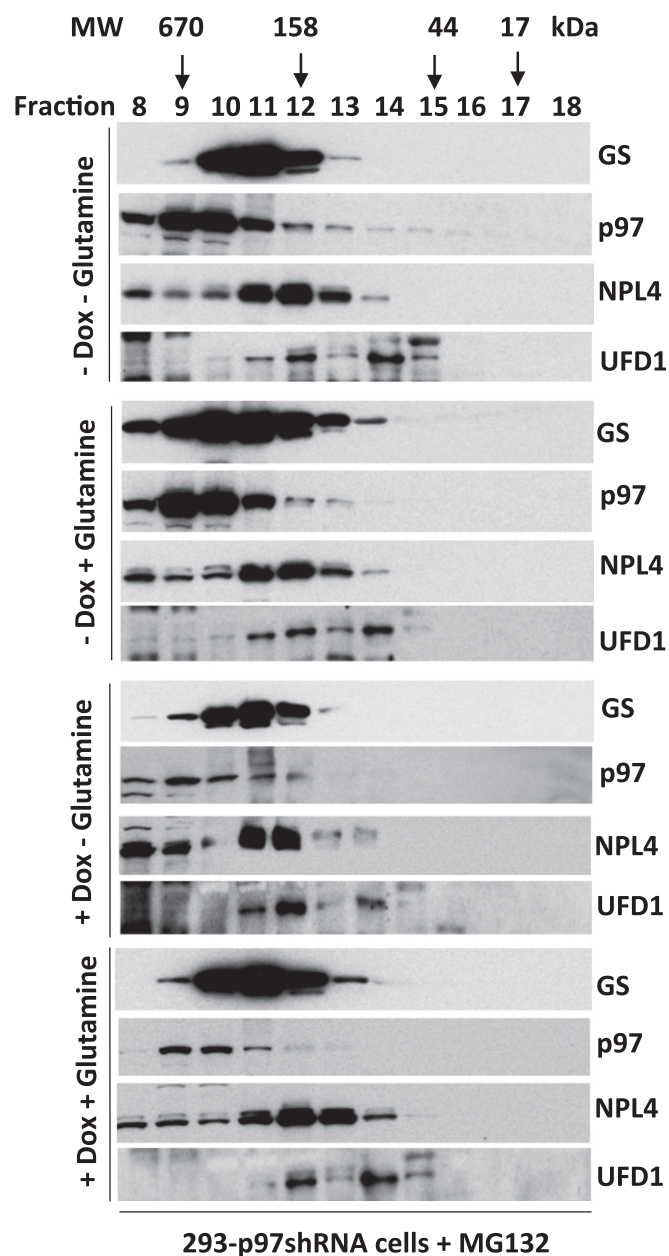 MW 670 158 44 17 kDa
Fraction 8 9 10 11 12 13 14 15 16 17 18
- Dox - Glutamine
GS
p97
NPL4
UFD1
- Dox + Glutamine
GS
p97
NPL4
UFD1
+ Dox - Glutamine
GS
p97
NPL4
UFD1
+ Dox + Glutamine
GS
p97
NPL4
UFD1
293-p97shRNA cells + MG132